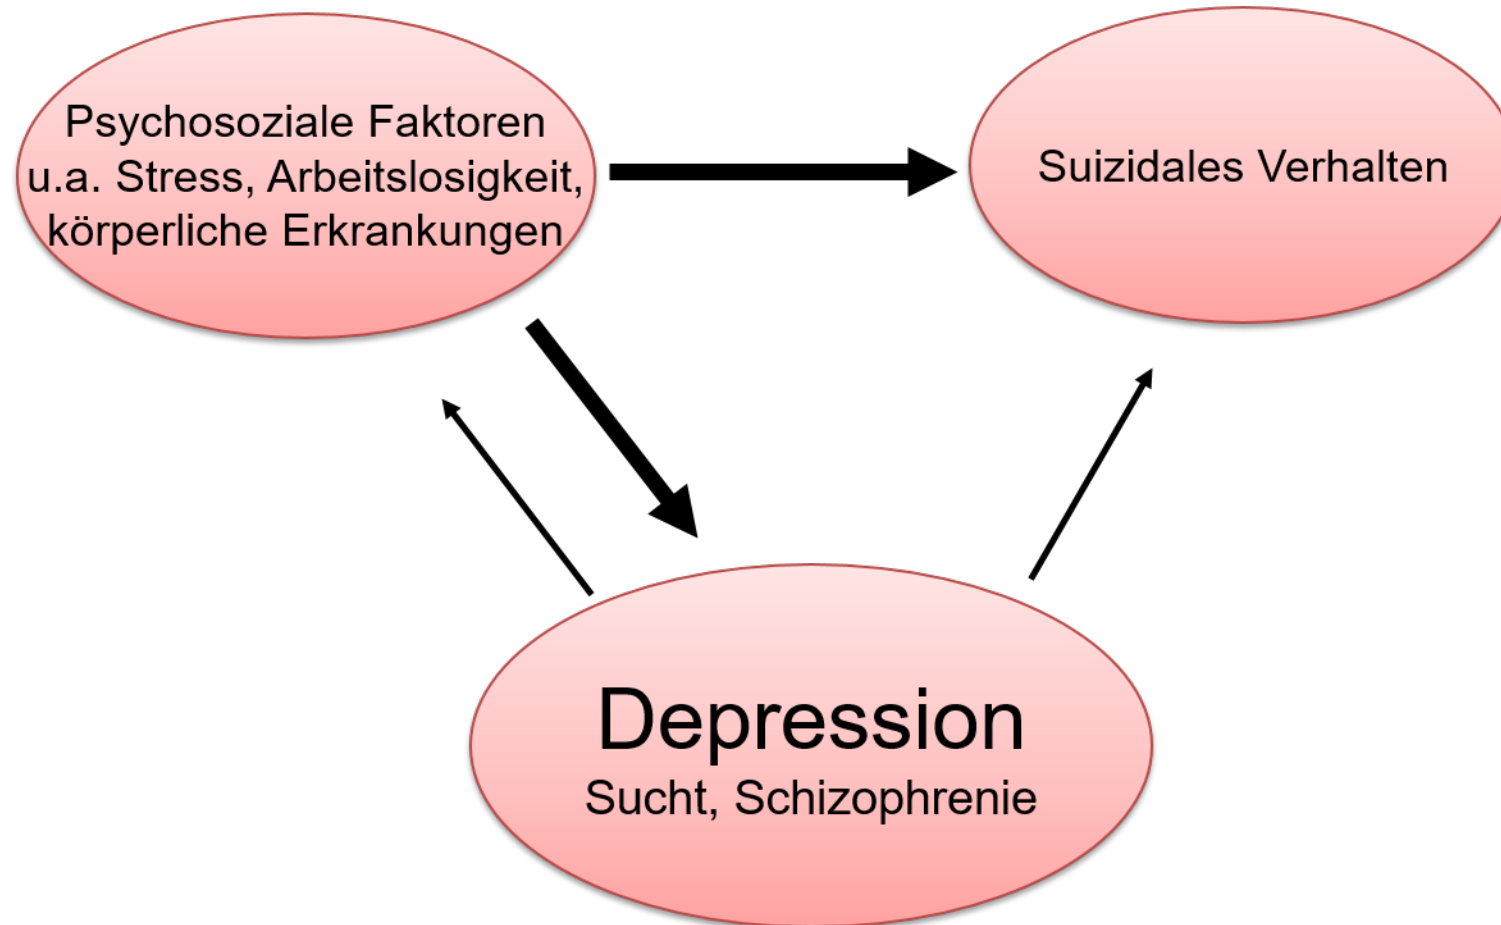 Psychosoziale Faktoren
u.a. Stress, Arbeitslosigkeit,
körperliche Erkrankungen
Suizidales Verhalten
Depression
Sucht, Schizophrenie